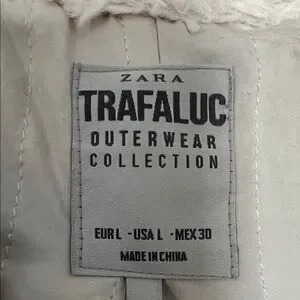 ZARA
TRAFALUC
OUTERWEAR
COLLECTION
EUR L - USA L - MEX 30
MADE IN CHINA